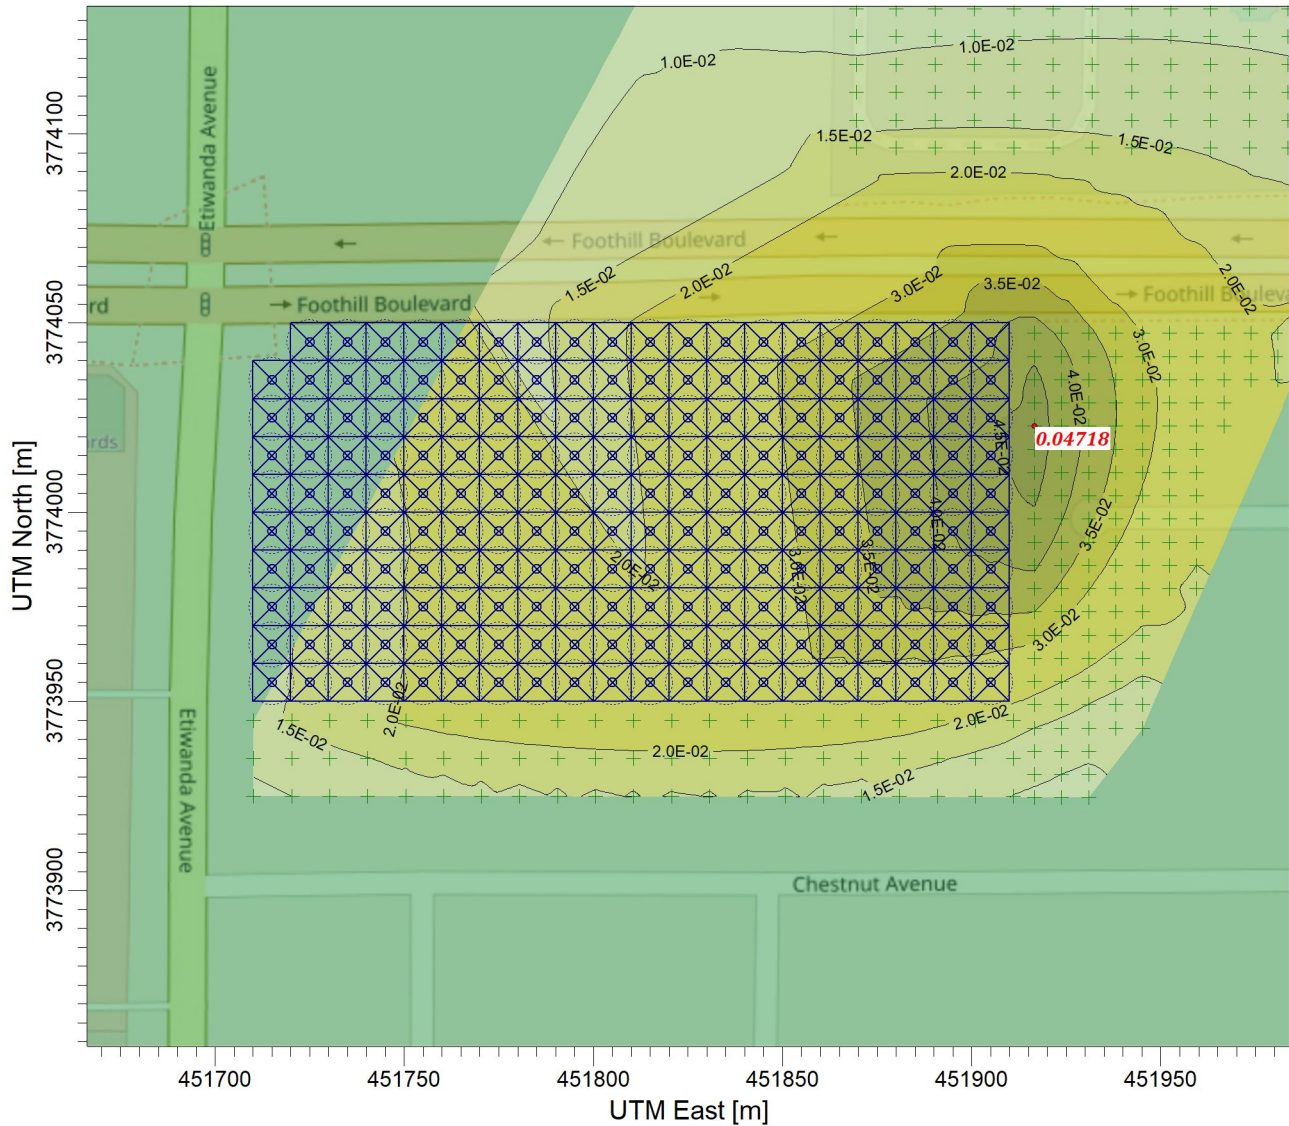 1.0E-02
1.0E-02
Etiwanda Avenue
3774100
1.5E-02
1.5E-02
2.0E-02
Foothill Boulevard
1.5E-02
2.0E-02
3.0E-02
3.5E-02
2.0E-02
rd
Foothill Boulevard
Foothill Bouleva
3774050
3.0E-02
4.0E-02
4.5E-02
0.04718
rds
UTM North [m]
3774000
4.0E-02
3.5E-02
2.0E-02
3.0E-02
3.5E-02
3.0E-02
3773950
2.0E-02
2.0E-02
1.5E-02
2.0E-02
1.5E-02
Etiwanda Avenue
3773900
Chestnut Avenue
451700
451750
451800
451850
451900
451950
UTM East [m]